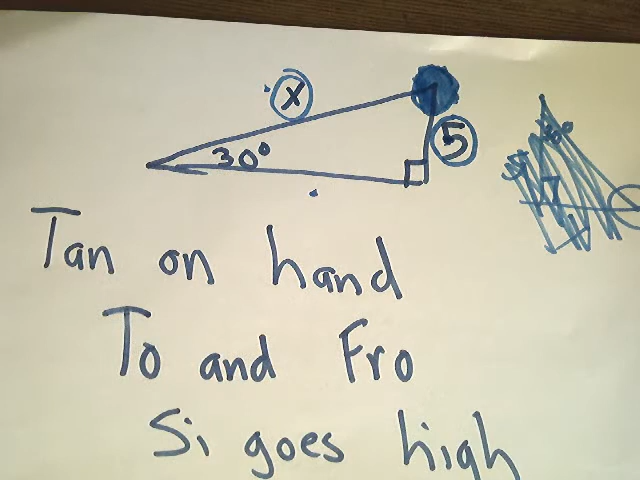 x
30°
5
Tan on hand
To and Fro
Si goes high